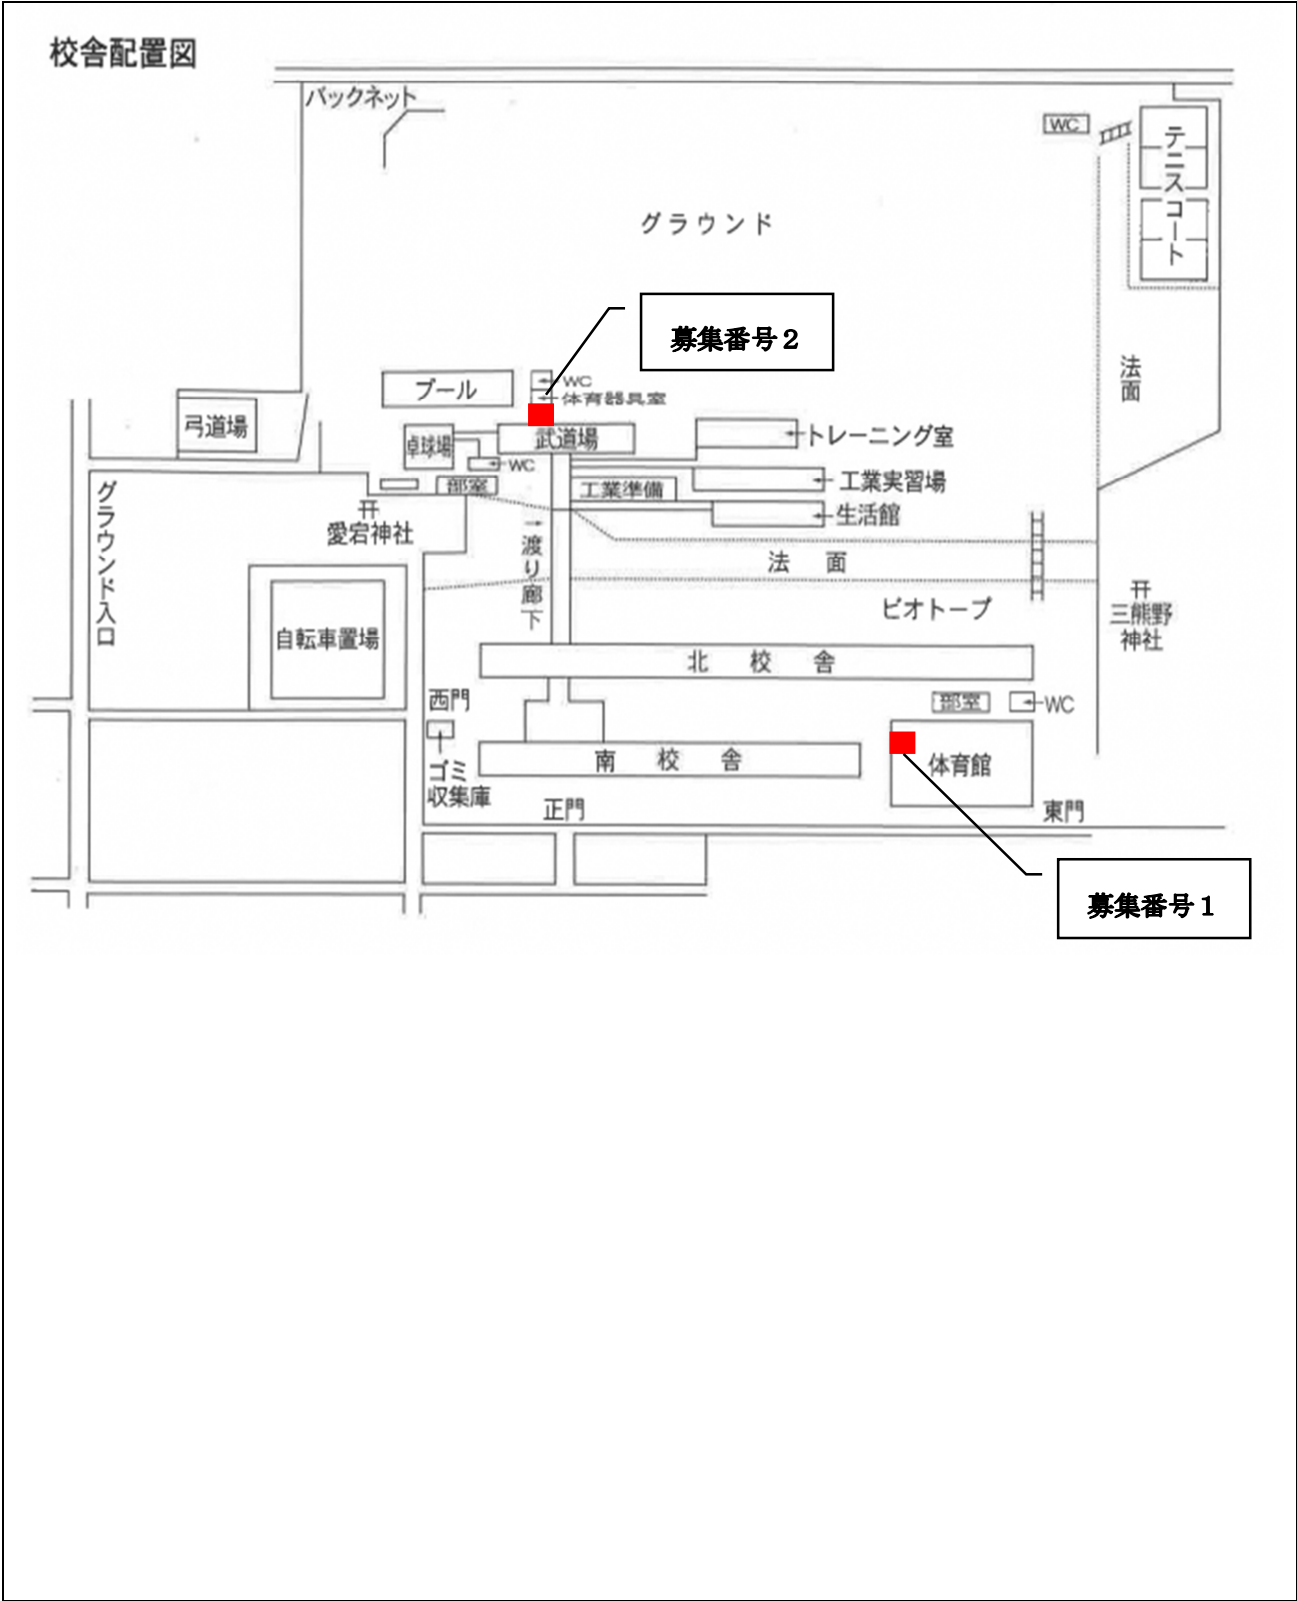 校舎配置図
バックネット
WC
テニスコート
グラウンド
募集番号２
法面
プール
WC
体育器具室
弓道場
卓球場
武道場
トレーニング室
WC
部室
工業準備
工業実習場
生活館
グラウンド入口
愛宕神社
渡り廊下
法面
ビオトープ
三熊野
神社
自転車置場
北校舎
西門
部室
WC
ゴミ
収集庫
南校舎
体育館
正門
東門
募集番号１